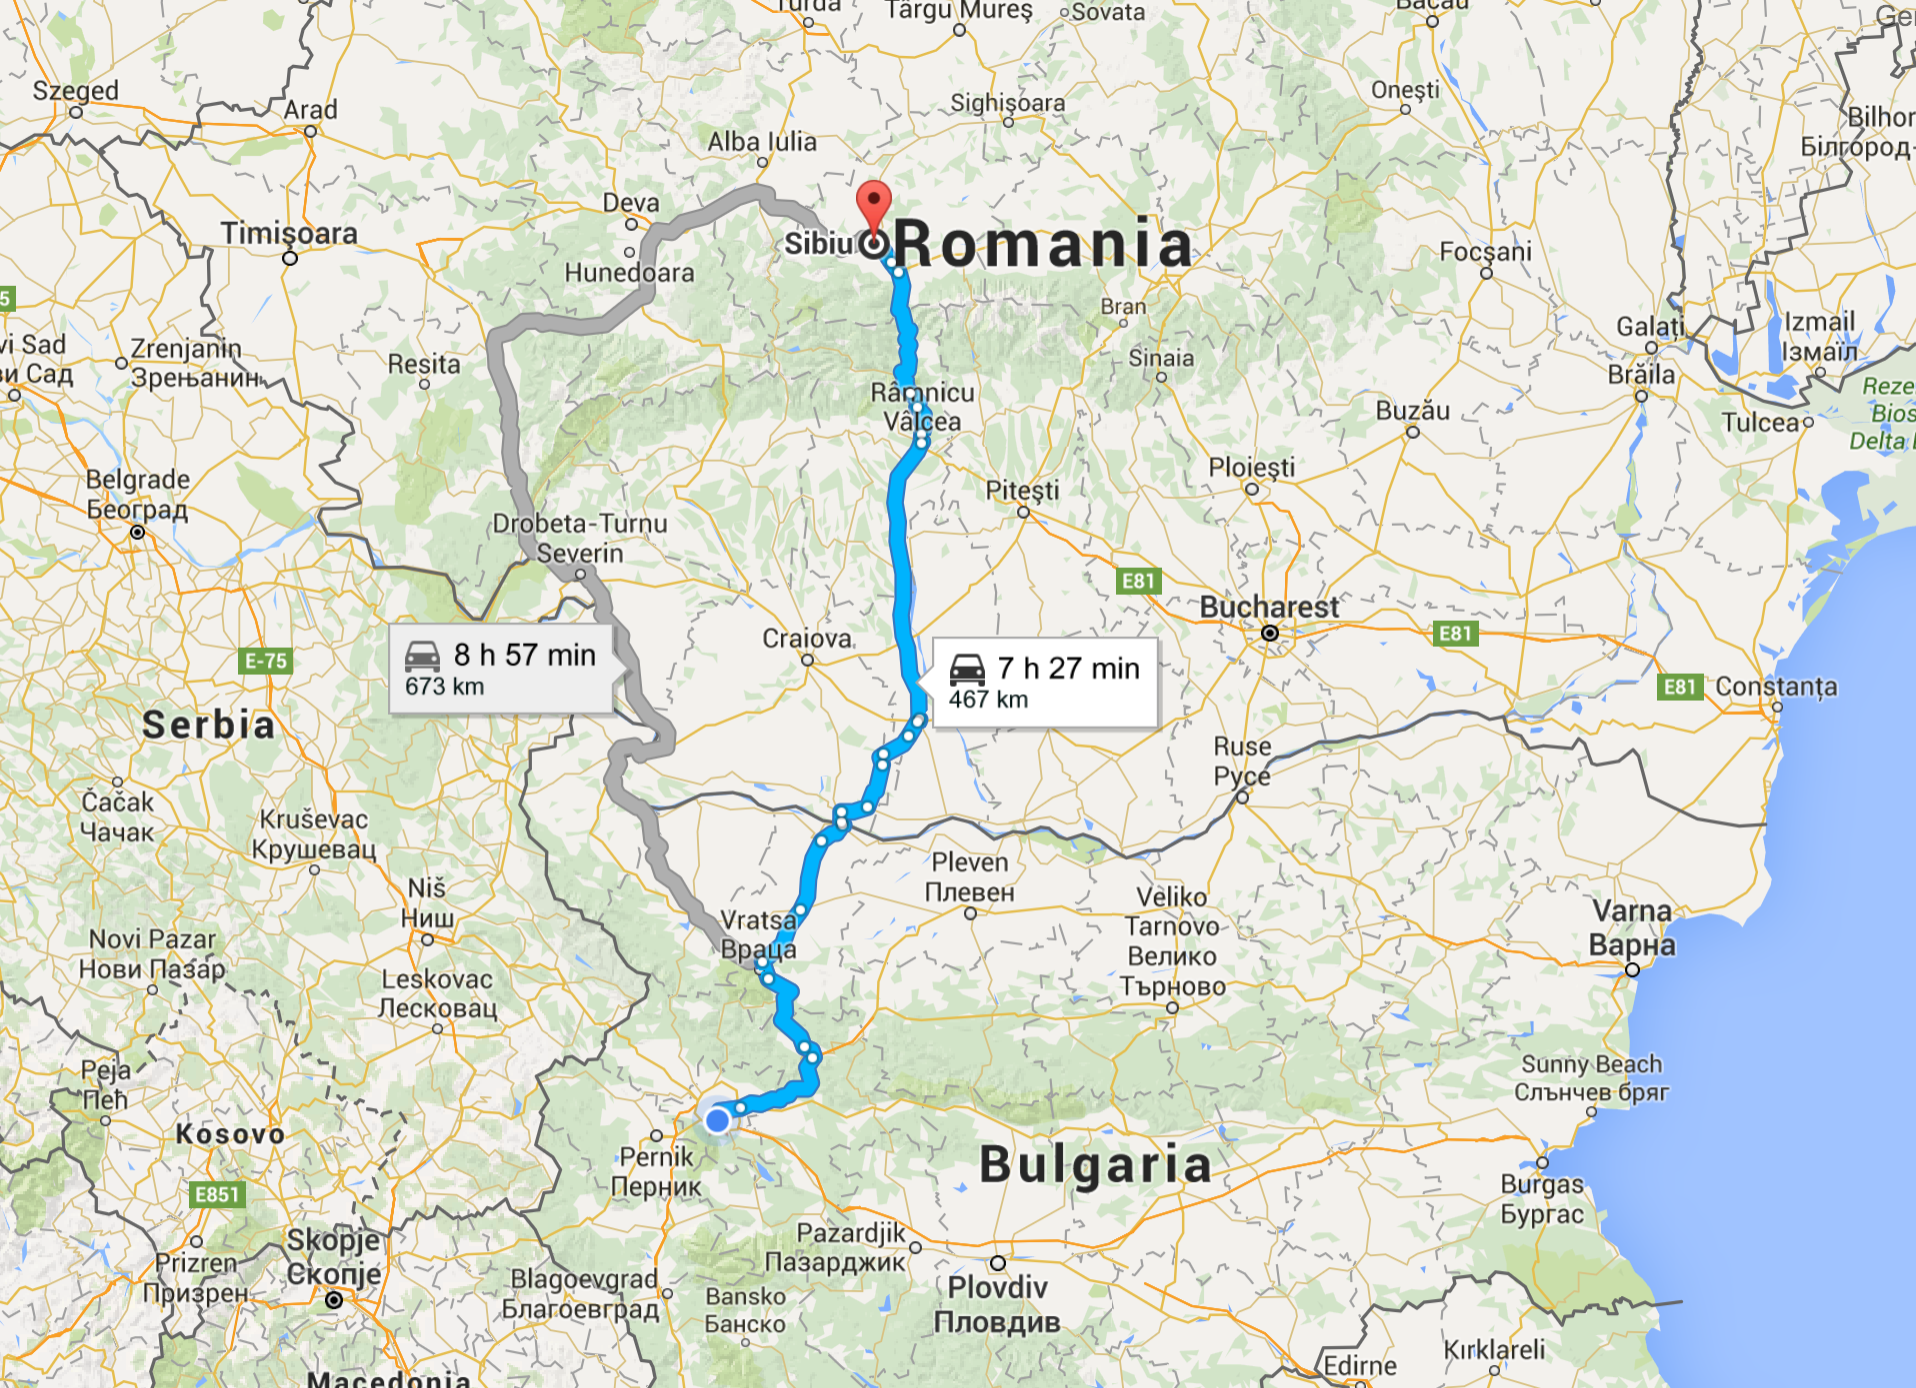 Turda
Târgu Mureș
Sovata
Bacău
Szeged
Arad
Sighișoara
Onești
Alba Iulia
Bilhor
Білгород-
Deva
Timișoara
Sibiu
Romania
Hunedoara
Focșani
5
Bran
Galați
Izmail
Ізмаїл
vi Sad
ви Сад
Zrenjanin
Зрењанин
Reșita
Sinaia
Brăila
Râmnicu
Vâlcea
Buzău
Tulcea
Reze
Bios
Delta
Belgrade
Београд
Ploiești
Pitești
Drobeta-Turnu
Severin
E81
Bucharest
E81
Craiova
E-75
8 h 57 min
673 km
7 h 27 min
467 km
E81
Constanța
Serbia
Ruse
Русе
Čačak
Чачак
Kruševac
Крушевац
Pleven
Плевен
Niš
Ниш
Veliko
Tarnovo
Велико
Търново
Vratsa
Враца
Varna
Варна
Novi Pazar
Нови Пазар
Leskovac
Лесковац
Peja
Пећ
Sunny Beach
Слънчев бряг
Kosovo
Pernik
Перник
Bulgaria
Burgas
Бургас
E851
Skopje
Скопје
Prizren
Призрен
Pazardjik
Пазарджик
Plovdiv
Пловдив
Blagoevgrad
Благоевград
Bansko
Банско
Kırklareli
Edirne
Macedonia